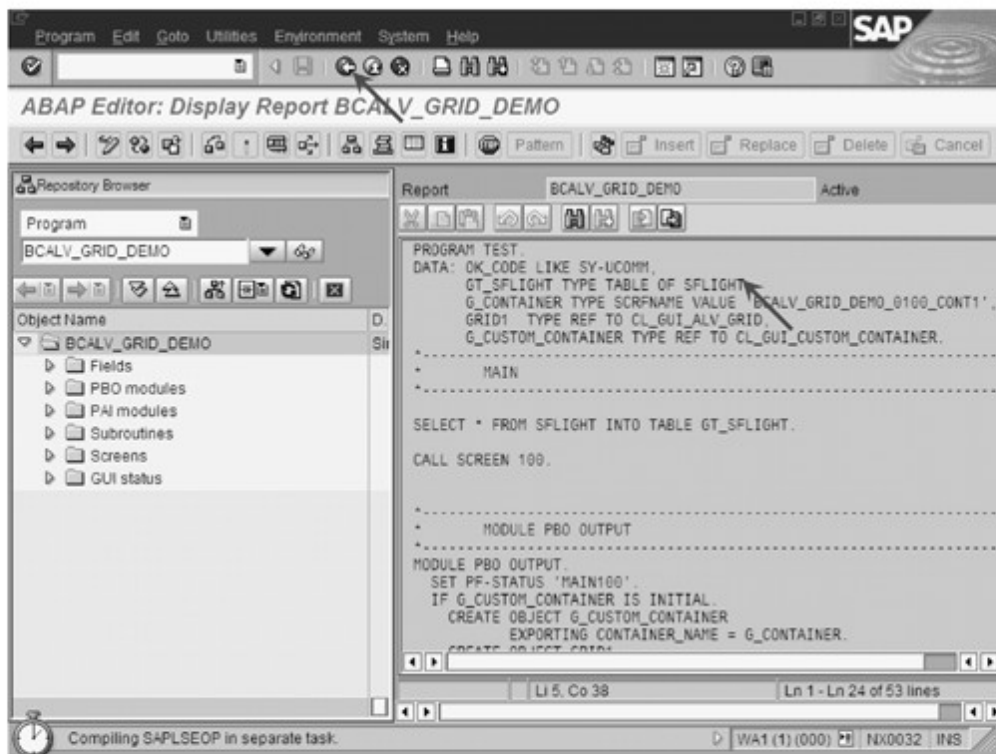 Program Edit Goto Utilities Environment System Help
SAP
ABAP Editor: Display Report BCALV_GRID_DEMO
Pattern Insert Replace Delete Cancel
Repository Browser
Program
BCALV_GRID_DEMO
Object Name D.
BCALV_GRID_DEMO Sir
Fields
PBO modules
PAI modules
Subroutines
Screens
GUI status
Report BCALV_GRID_DEMO Active
PROGRAM TEST.
DATA: OK_CODE LIKE SY-UCOMM,
GT_SFLIGHT TYPE TABLE OF SFLIGHT,
G_CONTAINER TYPE SCRFNAME VALUE 'BCALV_GRID_DEMO_0100_CONT1',
GRID1 TYPE REF TO CL_GUI_ALV_GRID,
G_CUSTOM_CONTAINER TYPE REF TO CL_GUI_CUSTOM_CONTAINER.
*---------------------------------------------------------------
* MAIN
*---------------------------------------------------------------
SELECT * FROM SFLIGHT INTO TABLE GT_SFLIGHT.
CALL SCREEN 100.
*---------------------------------------------------------------
* MODULE PBO OUTPUT
*---------------------------------------------------------------
MODULE PBO OUTPUT.
SET PF-STATUS 'MAIN100'.
IF G_CUSTOM_CONTAINER IS INITIAL.
CREATE OBJECT G_CUSTOM_CONTAINER
EXPORTING CONTAINER_NAME = G_CONTAINER.
CREATE OBJECT GRID1
Li 5, Co 38 Ln 1 - Ln 24 of 53 lines
Compiling SAPLSEOP in separate task. WA1 (1) (000) NX0032 INS